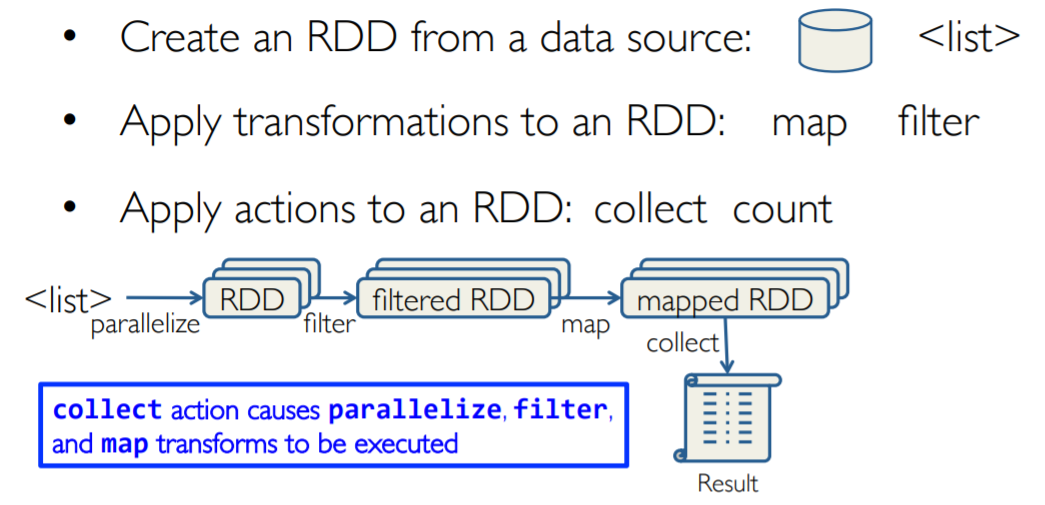 • Create an RDD from a data source: <list>
• Apply transformations to an RDD: map filter
• Apply actions to an RDD: collect count
<list> RDD filtered RDD mapped RDD
parallelize filter map
collect
collect action causes parallelize, filter,
and map transforms to be executed
Result